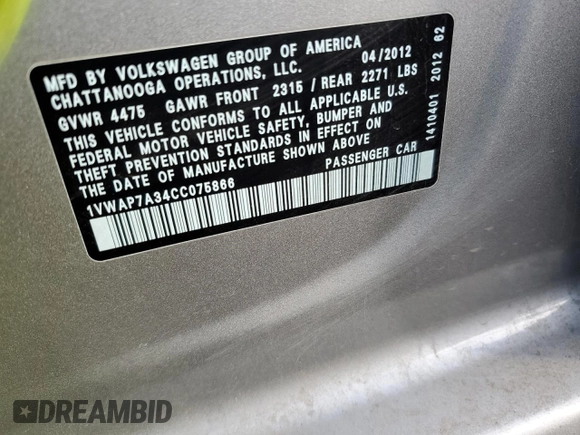 MFD BY VOLKSWAGEN GROUP OF AMERICA
CHATTANOOGA OPERATIONS, LLC. 04/2012
GVWR 4475 GAWR FRONT 2315 / REAR 2271 LBS
THIS VEHICLE CONFORMS TO ALL APPLICABLE U.S.
FEDERAL MOTOR VEHICLE SAFETY, BUMPER AND
THEFT PREVENTION STANDARDS IN EFFECT ON
THE DATE OF MANUFACTURE SHOWN ABOVE
1VWAP7A34CC075866 PASSENGER CAR
1410401 2012 62
DREAMBID